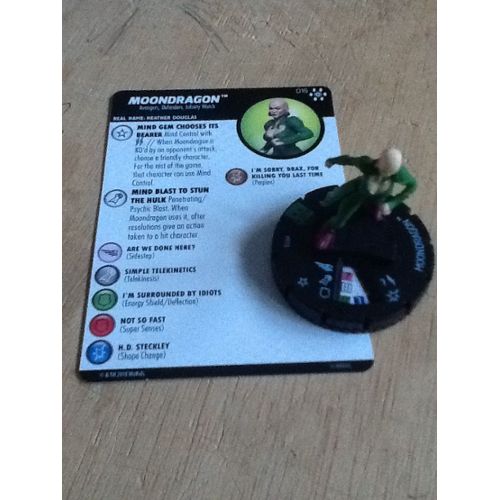 MOONDRAGON™
016
Avengers, Defenders, Infinity Watch
REAL NAME: HEATHER DOUGLAS
MIND GEM CHOOSES ITS
BEARER Mind Control with
// When Moondragon is
KO'd by an opponent's attack,
choose a friendly character.
For the rest of the game,
that character can use Mind
Control.
MIND BLAST TO STUN
THE HULK Penetrating/
Psychic Blast. When
Moondragon uses it, after
resolutions give an action
token to a hit character.
ARE WE DONE HERE?
(Sidestep)
SIMPLE TELEKINETICS
(Telekinesis)
I'M SURROUNDED BY IDIOTS
(Energy Shield/Deflection)
NOT SO FAST
(Super Senses)
H.D. STECKLEY
(Shape Change)
I'M SORRY, DRAX, FOR
KILLING YOU LAST TIME
(Perplex)
MOONDRAGON